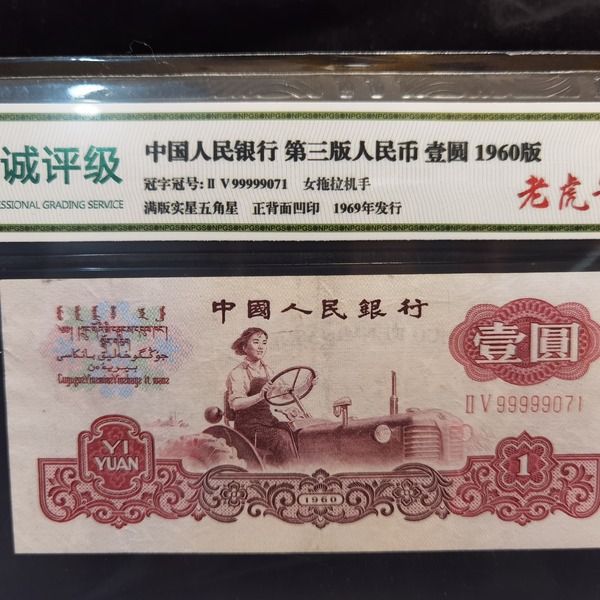 诚评级
ESSIONAL GRADING SERVICE
中国人民银行 第三版人民币 壹圆 1960版
冠字冠号: II V 99999071 女拖拉机手
满版实星五角星 正背面凹印 1969年发行
老虎
中國人民銀行
壹圓
II V 99999071
YI
YUAN
1960
1